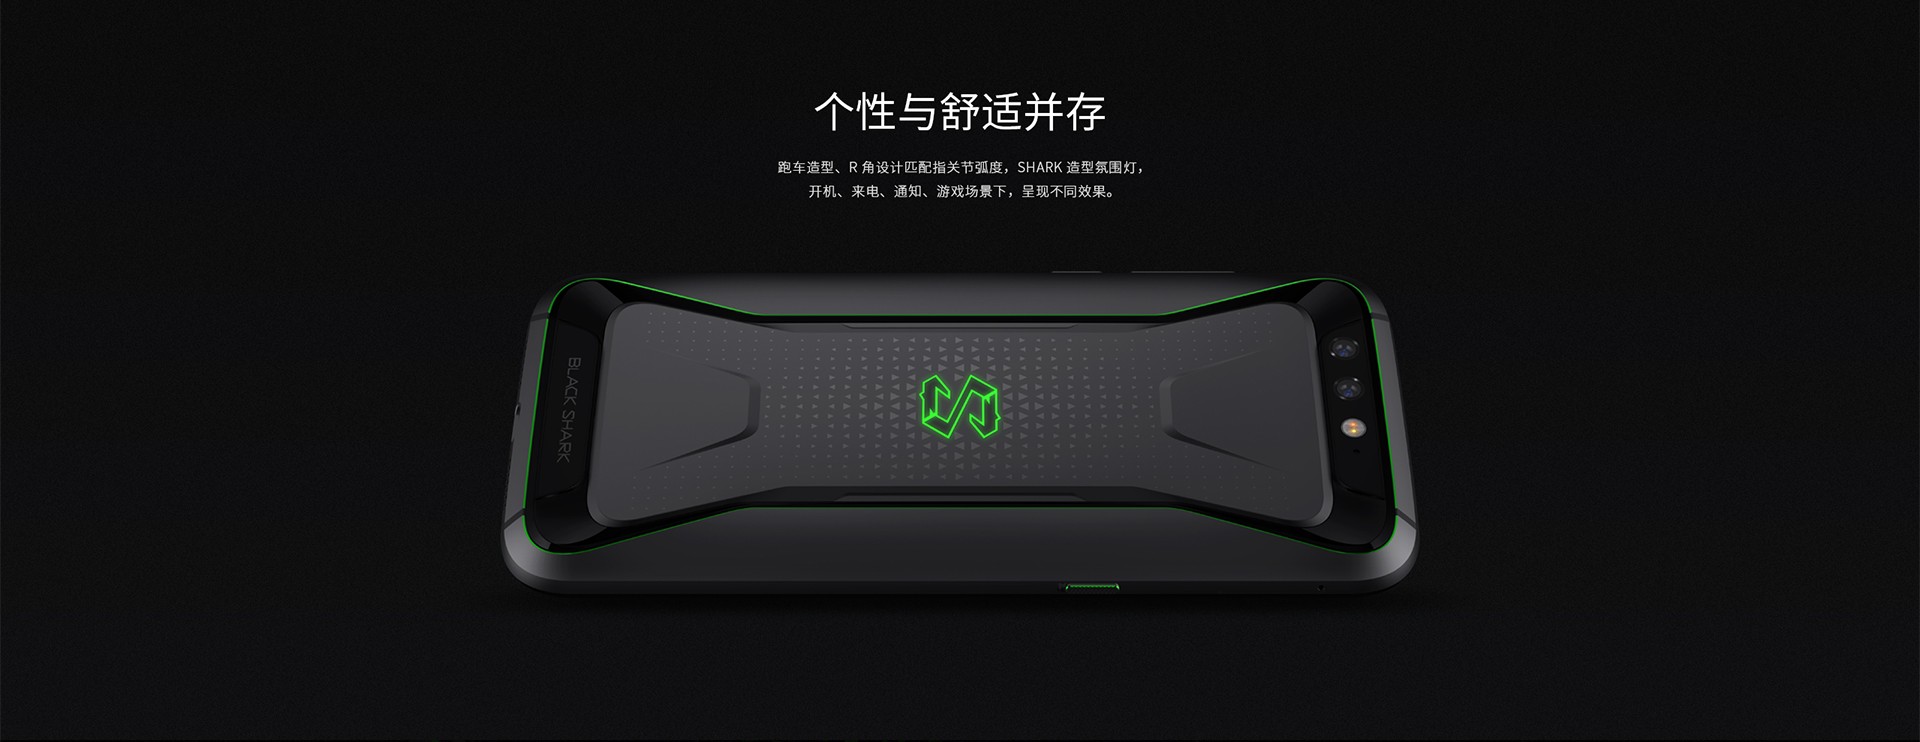 个性与舒适并存
跑车造型、R 角设计匹配指关节弧度，SHARK 造型氛围灯，
开机、来电、通知、游戏场景下，呈现不同效果。
BLACK SHARK